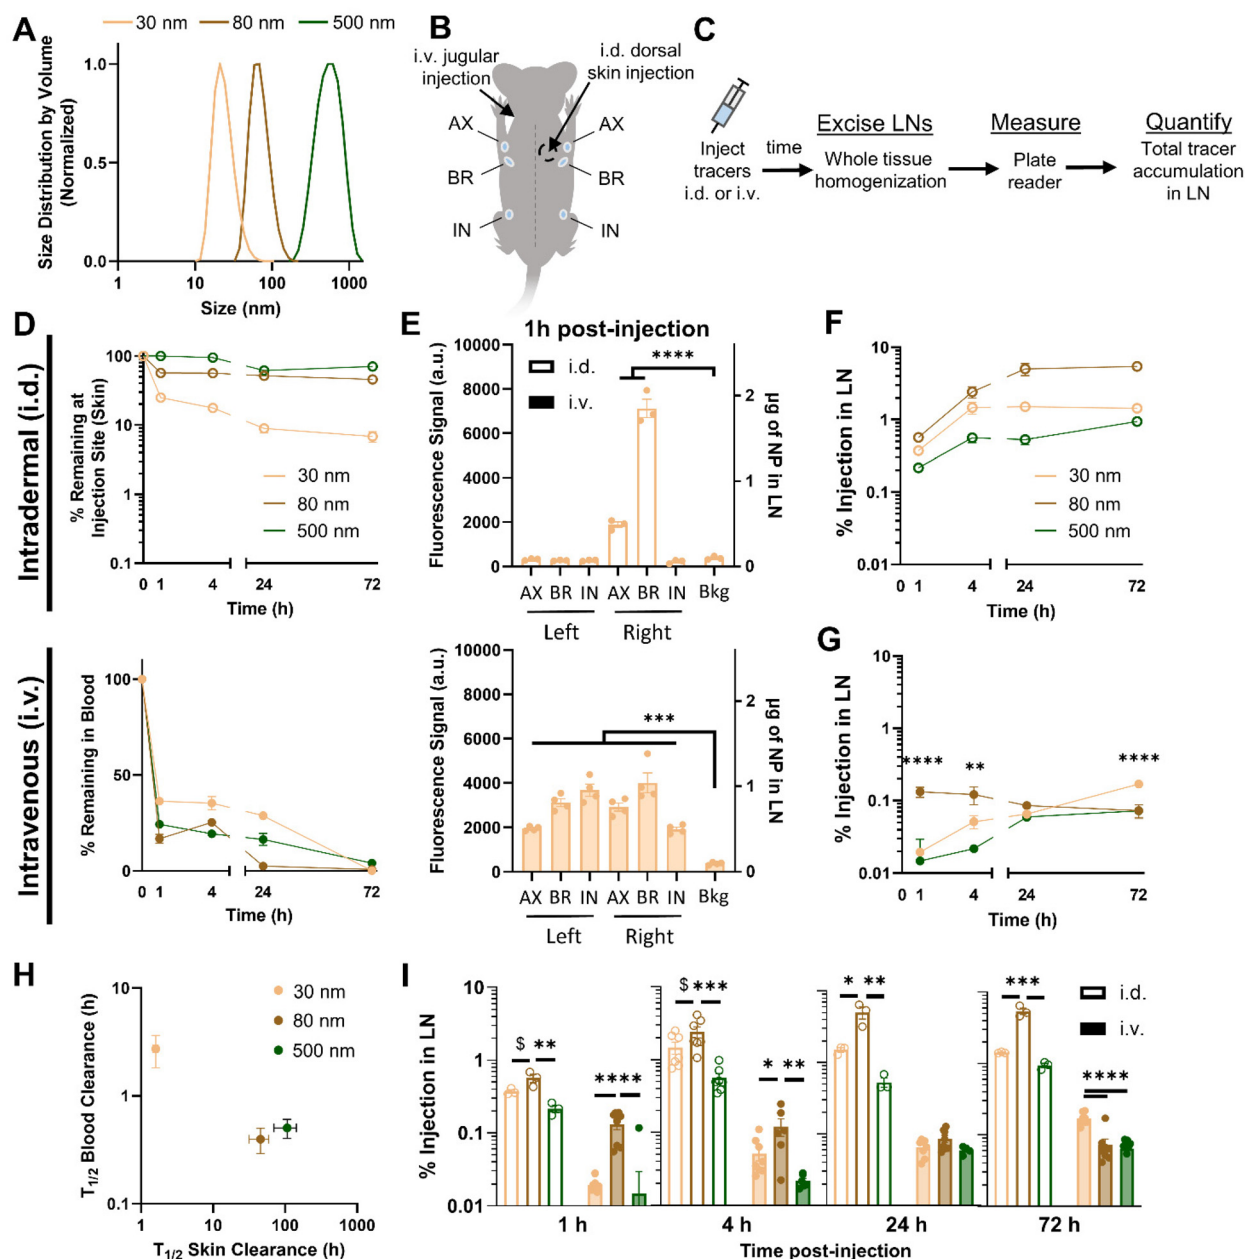 A
30 nm
80 nm
500 nm
Size Distribution by Volume
(Normalized)
1.0
0.5
0.0
1
10
100
1000
Size (nm)
B
i.v. jugular
injection
i.d. dorsal
skin injection
AX
BR
IN
AX
BR
IN
C
Inject
tracers
i.d. or i.v.
time
Excise LNs
Whole tissue
homogenization
Measure
Plate
reader
Quantify
Total tracer
accumulation
in LN
Intradermal (i.d.)
D
% Remaining at
Injection Site (Skin)
100
10
1
0.1
30 nm
80 nm
500 nm
0 1 4 24 72
Time (h)
E
1h post-injection
Fluorescence Signal (a.u.)
10000
8000
6000
4000
2000
0
i.d.
i.v.
****
2
1
0
µg of NP in LN
AX BR IN AX BR IN Bkg
Left Right
F
% Injection in LN
10
1
0.1
0.01
30 nm
80 nm
500 nm
0 1 4 24 72
Time (h)
Intravenous (i.v.)
% Remaining in Blood
100
50
0
0 1 4 24 72
Time (h)
Fluorescence Signal (a.u.)
10000
8000
6000
4000
2000
0
***
2
1
0
µg of NP in LN
AX BR IN AX BR IN Bkg
Left Right
G
% Injection in LN
10
1
0.1
0.01
**** ** ****
0 1 4 24 72
Time (h)
H
T1/2 Blood Clearance (h)
10
1
0.1
30 nm
80 nm
500 nm
1 10 100 1000
T1/2 Skin Clearance (h)
I
% Injection in LN
10
1
0.1
0.01
$ **
****
$ ***
* **
* **
***
****
i.d.
i.v.
1 h 4 h 24 h 72 h
Time post-injection